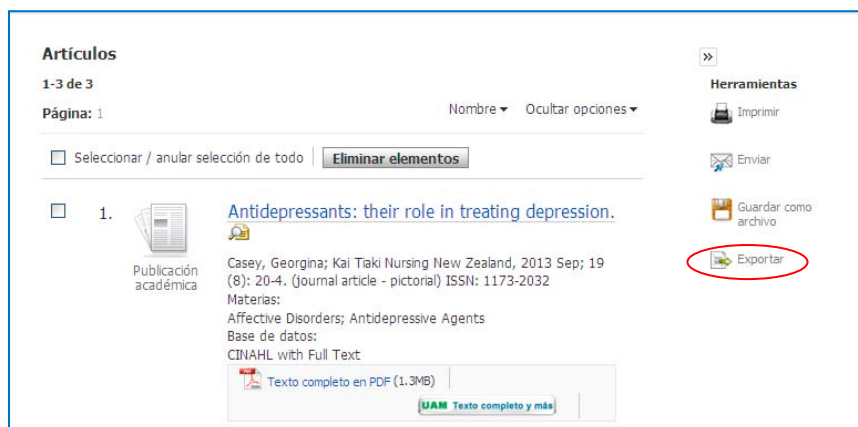 Artículos
1-3 de 3
Página: 1
Nombre Ocultar opciones
Seleccionar / anular selección de todo Eliminar elementos
1.
Publicación
académica
Antidepressants: their role in treating depression.
Casey, Georgina; Kai Tiaki Nursing New Zealand, 2013 Sep; 19
(8): 20-4. (journal article - pictorial) ISSN: 1173-2032
Materias:
Affective Disorders; Antidepressive Agents
Base de datos:
CINAHL with Full Text
Texto completo en PDF (1.3MB)
UAM Texto completo y más
»
Herramientas
Imprimir
Enviar
Guardar como
archivo
Exportar